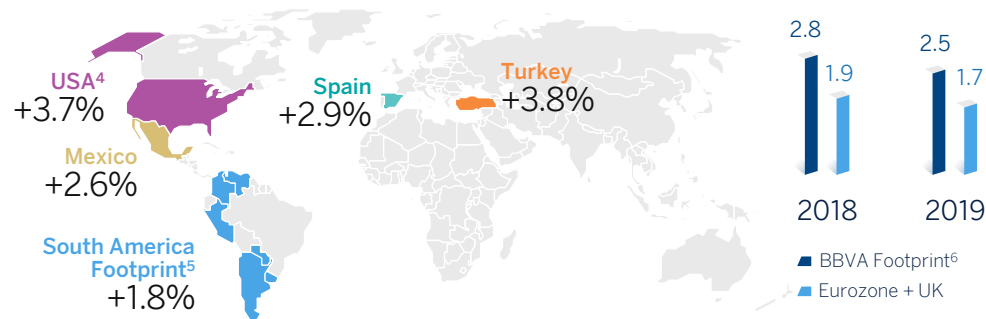 USA⁴
+3.7%
Mexico
+2.6%
South America
Footprint⁵
+1.8%
Spain
+2.9%
Turkey
+3.8%
2.8
1.9
2018
2.5
1.7
2019
BBVA Footprint⁶
Eurozone + UK